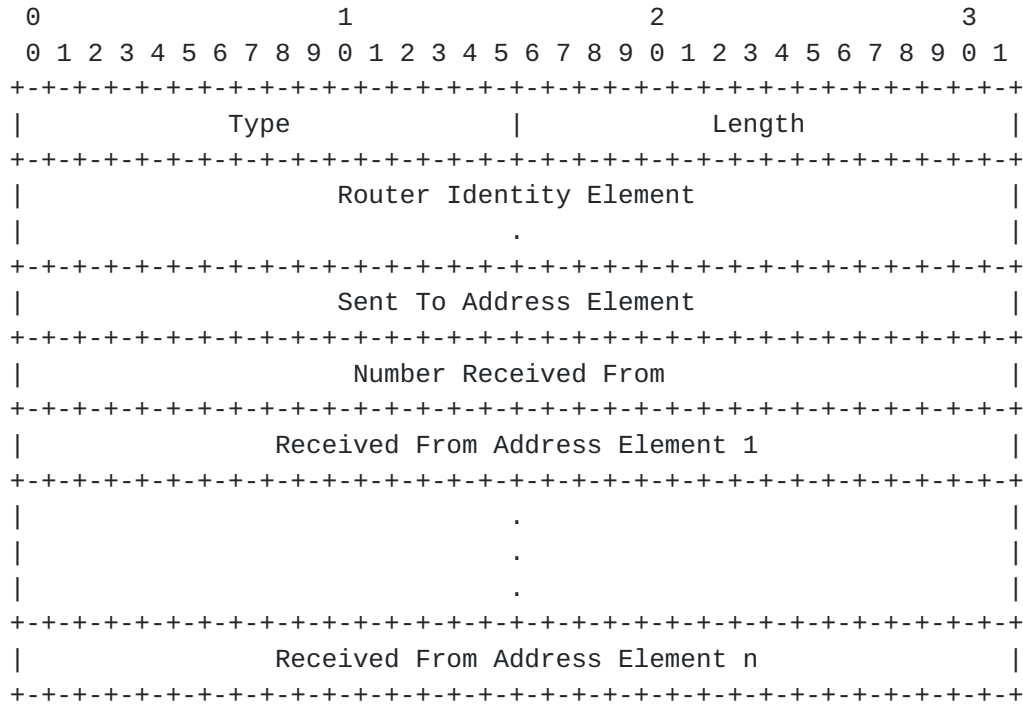 0                   1                   2                   3
 0 1 2 3 4 5 6 7 8 9 0 1 2 3 4 5 6 7 8 9 0 1 2 3 4 5 6 7 8 9 0 1
+-+-+-+-+-+-+-+-+-+-+-+-+-+-+-+-+-+-+-+-+-+-+-+-+-+-+-+-+-+-+-+-+
|             Type              |            Length             |
+-+-+-+-+-+-+-+-+-+-+-+-+-+-+-+-+-+-+-+-+-+-+-+-+-+-+-+-+-+-+-+-+
|                    Router Identity Element                    |
|                               .                               |
+-+-+-+-+-+-+-+-+-+-+-+-+-+-+-+-+-+-+-+-+-+-+-+-+-+-+-+-+-+-+-+-+
|                    Sent To Address Element                    |
+-+-+-+-+-+-+-+-+-+-+-+-+-+-+-+-+-+-+-+-+-+-+-+-+-+-+-+-+-+-+-+-+
|                     Number Received From                      |
+-+-+-+-+-+-+-+-+-+-+-+-+-+-+-+-+-+-+-+-+-+-+-+-+-+-+-+-+-+-+-+-+
|                Received From Address Element 1                |
+-+-+-+-+-+-+-+-+-+-+-+-+-+-+-+-+-+-+-+-+-+-+-+-+-+-+-+-+-+-+-+-+
|                               .                               |
|                               .                               |
|                               .                               |
+-+-+-+-+-+-+-+-+-+-+-+-+-+-+-+-+-+-+-+-+-+-+-+-+-+-+-+-+-+-+-+-+
|                Received From Address Element n                |
+-+-+-+-+-+-+-+-+-+-+-+-+-+-+-+-+-+-+-+-+-+-+-+-+-+-+-+-+-+-+-+-+